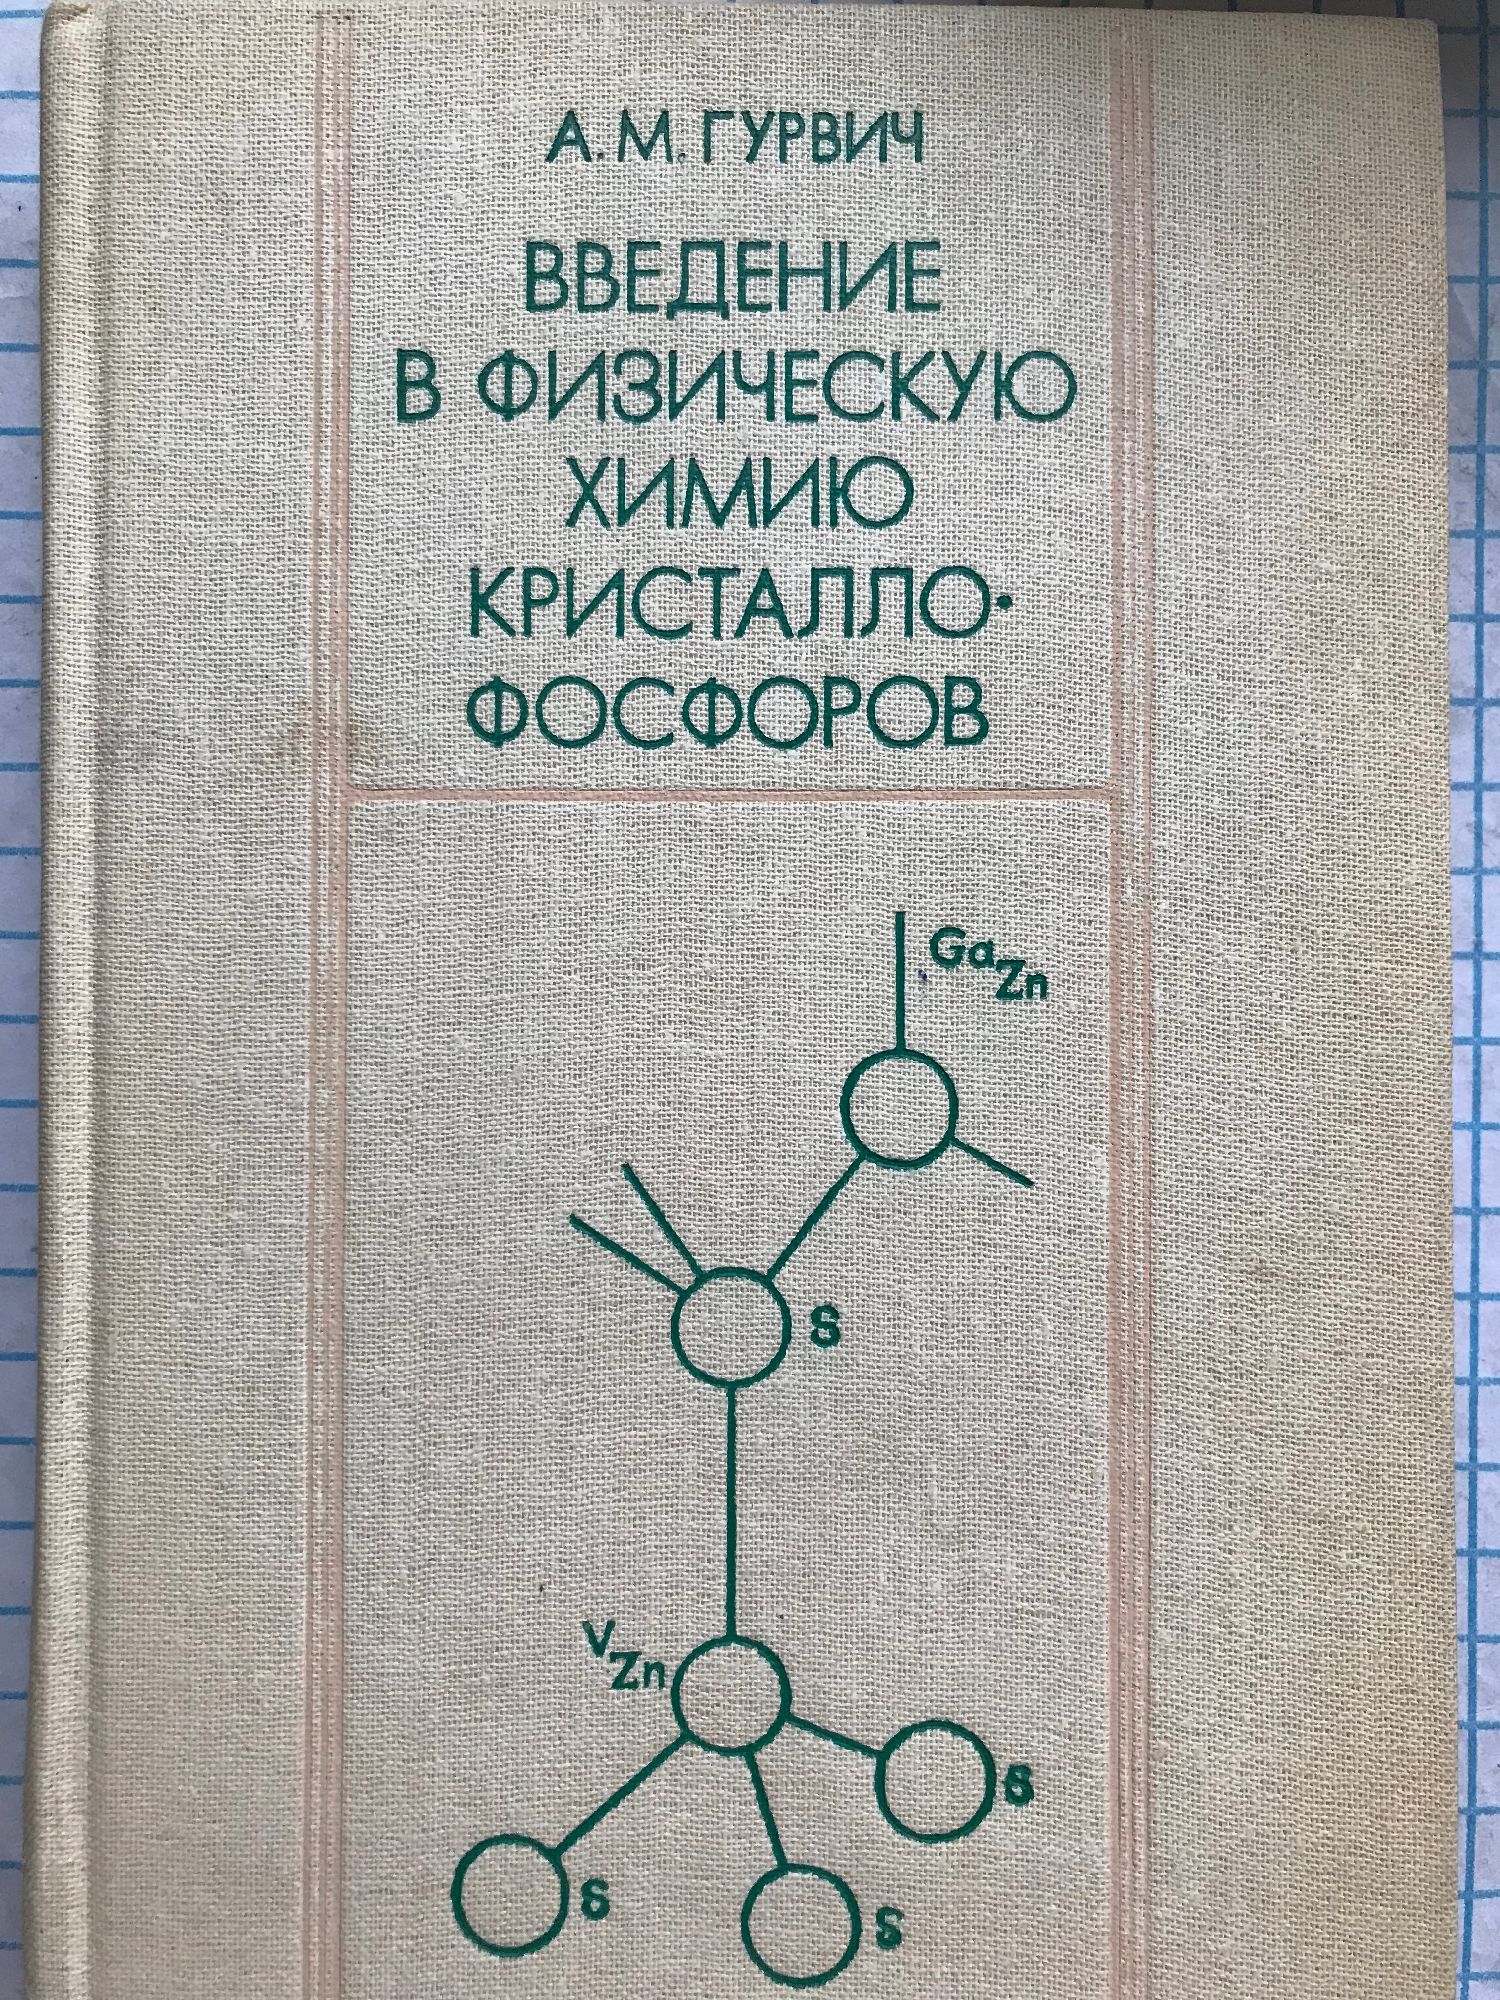 А. М. ГУРВИЧ
ВВЕДЕНИЕ
В ФИЗИЧЕСКУЮ
ХИМИЮ
КРИСТАЛЛО-
ФОСФОРОВ
GaZn
S
VZn
S
S
S